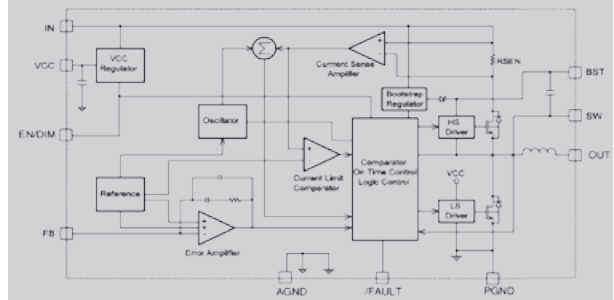 IN
VCC
VCC
Regulator
Σ
Current Sense
Amplifier
RSEN
Bootstrap
Regulator
BST
SW
Oscillator
HS
Driver
EN/DIM
Current Limit
Comparator
Comparator
On Time Control
Logic Control
OUT
VCC
Reference
LS
Driver
FB
Error Amplifier
AGND
/FAULT
PGND